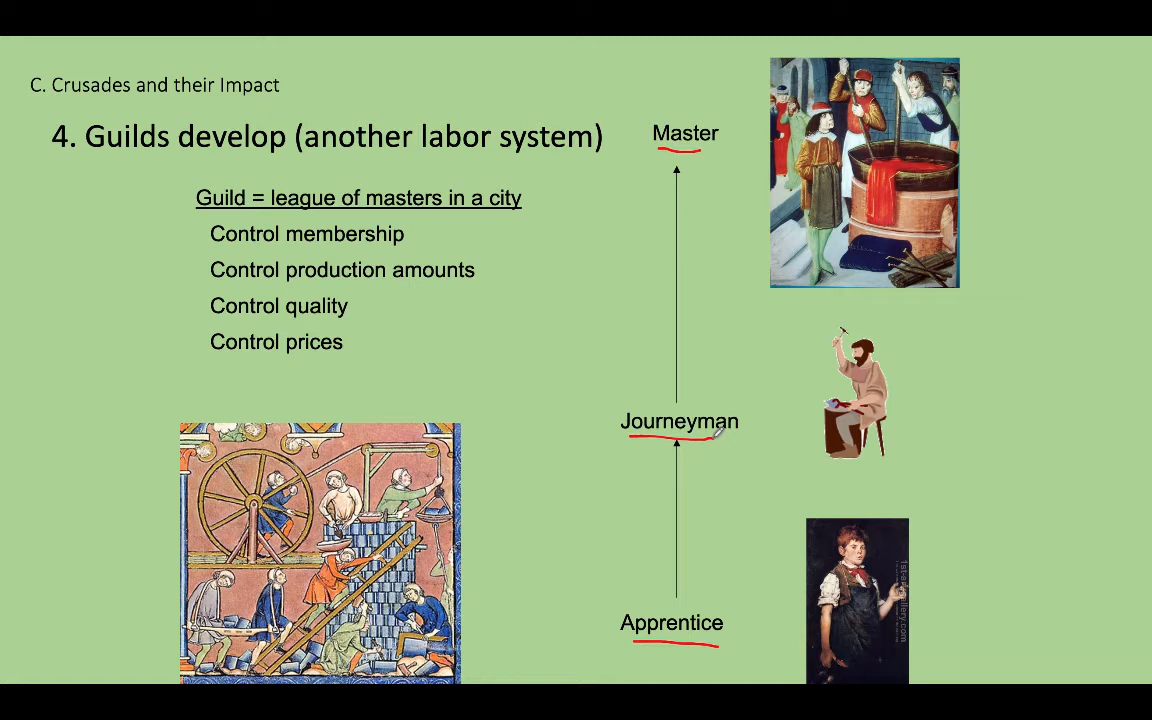 C. Crusades and their Impact
4. Guilds develop (another labor system)
Guild = league of masters in a city
Control membership
Control production amounts
Control quality
Control prices
Master
Journeyman
Apprentice